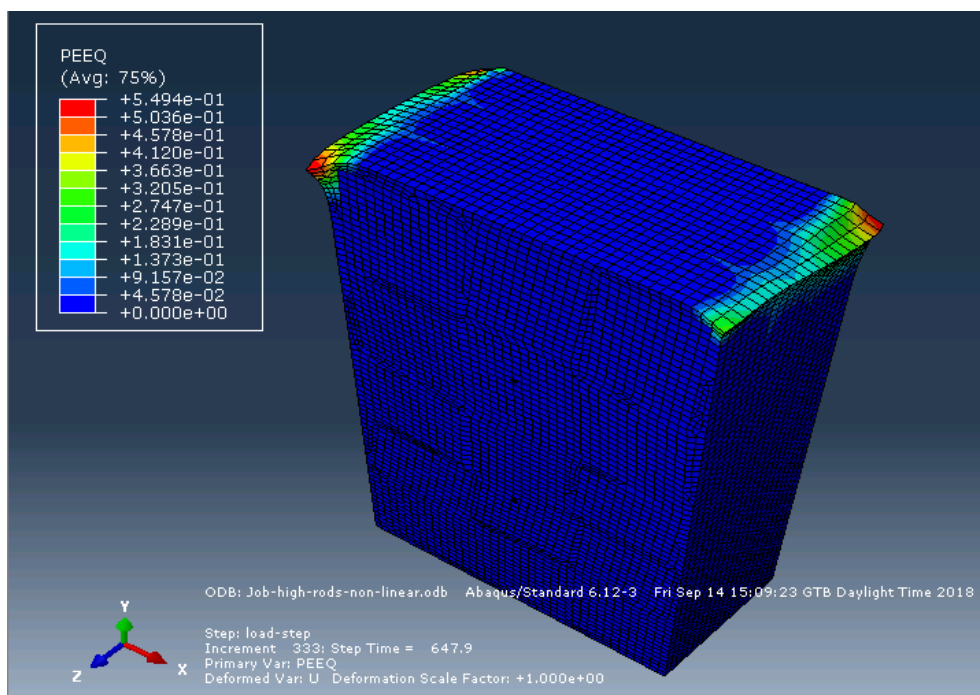 PEEQ
(Avg: 75%)
+5.494e-01
+5.036e-01
+4.578e-01
+4.120e-01
+3.663e-01
+3.205e-01
+2.747e-01
+2.289e-01
+1.831e-01
+1.373e-01
+9.157e-02
+4.578e-02
+0.000e+00
ODB: Job-high-rods-non-linear.odb    Abaqus/Standard 6.12-3    Fri Sep 14 15:09:23 GTB Daylight Time 2018
Y
Z
X
Step: load-step
Increment    333: Step Time =    647.9
Primary Var: PEEQ
Deformed Var: U    Deformation Scale Factor: +1.000e+00